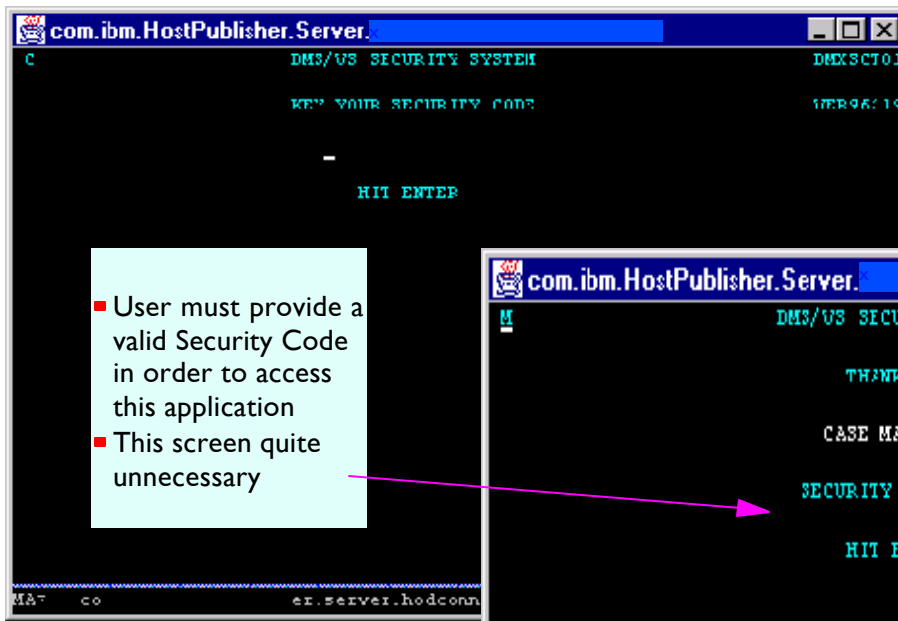 com.ibm.HostPublisher.Server.
C DMS/VS SECURITY SYSTEM
KEY YOUR SECURITY CODE
HIT ENTER
User must provide a
valid Security Code
in order to access
this application
This screen quite
unnecessary
com.ibm.HostPublisher.Server.
M DMS/VS SECU
THANK
CASE MA
SECURITY
HIT E
co er.server.hodconn